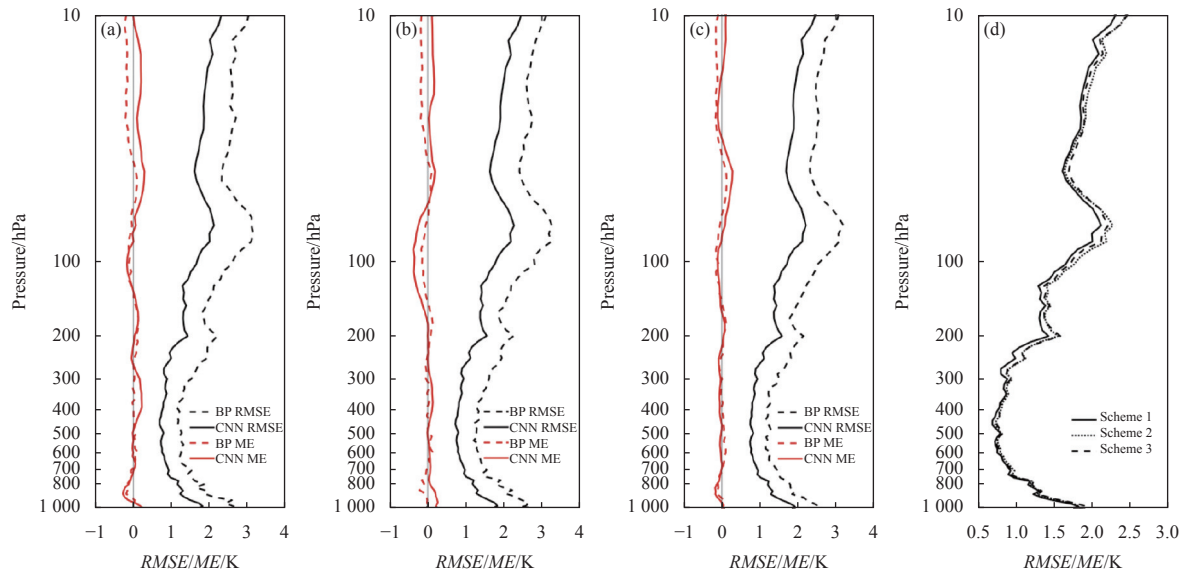 (a)
Pressure/hPa
10
100
200
300
400
500
600
700
800
1 000
BP RMSE
CNN RMSE
BP ME
CNN ME
−1 0 1 2 3 4
RMSE/ME/K
(b)
Pressure/hPa
10
100
200
300
400
500
600
700
800
1 000
BP RMSE
CNN RMSE
BP ME
CNN ME
−1 0 1 2 3 4
RMSE/ME/K
(c)
Pressure/hPa
10
100
200
300
400
500
600
700
800
1 000
BP RMSE
CNN RMSE
BP ME
CNN ME
−1 0 1 2 3 4
RMSE/ME/K
(d)
Pressure/hPa
10
100
200
300
400
500
600
700
800
1 000
Scheme 1
Scheme 2
Scheme 3
0.5 1.0 1.5 2.0 2.5 3.0
RMSE/ME/K